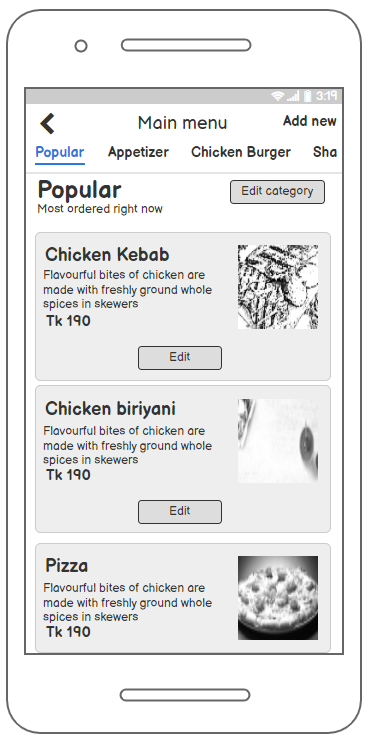 3:19
Main menu
Add new
Popular Appetizer Chicken Burger Sha
Popular
Edit category
Most ordered right now
Chicken Kebab
Flavourful bites of chicken are
made with freshly ground whole
spices in skewers
Tk 190
Edit
Chicken biriyani
Flavourful bites of chicken are
made with freshly ground whole
spices in skewers
Tk 190
Edit
Pizza
Flavourful bites of chicken are
made with freshly ground whole
spices in skewers
Tk 190